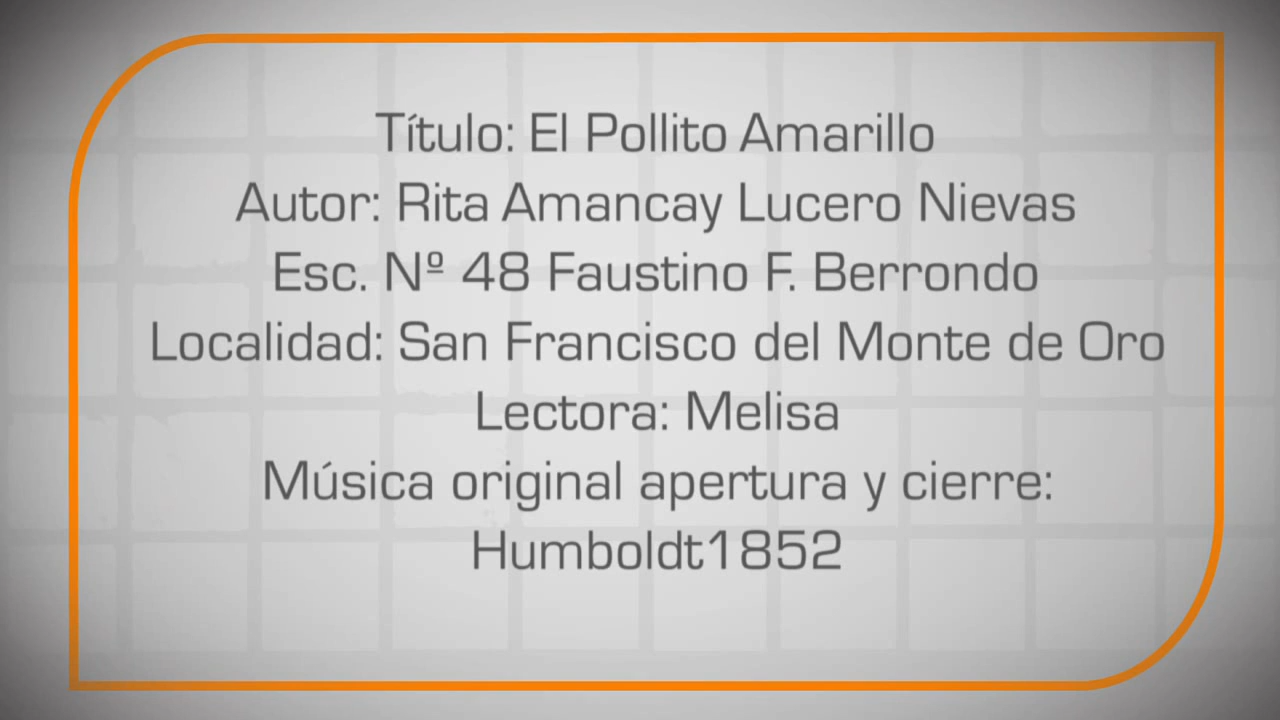 Título: El Pollito Amarillo
Autor: Rita Amancay Lucero Nievas
Esc. Nº 48 Faustino F. Berrondo
Localidad: San Francisco del Monte de Oro
Lectora: Melisa
Música original apertura y cierre:
Humboldt1852